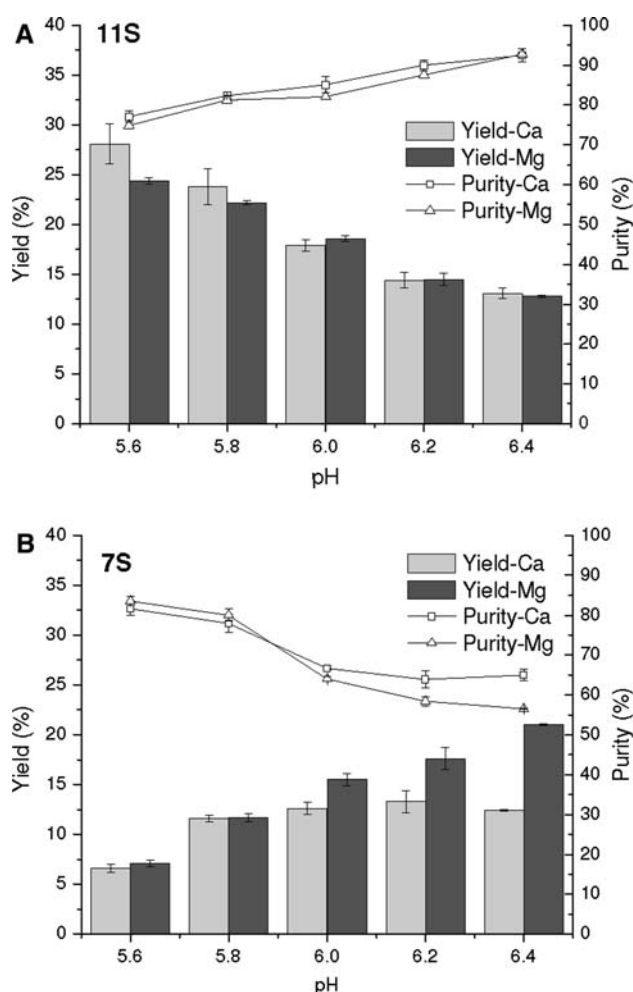 A
11S
40
35
30
25
20
15
10
5
0
Yield (%)
100
90
80
70
60
50
40
30
20
10
0
Purity (%)
Yield-Ca
Yield-Mg
Purity-Ca
Purity-Mg
5.6 5.8 6.0 6.2 6.4
pH
B
7S
40
35
30
25
20
15
10
5
0
Yield (%)
100
90
80
70
60
50
40
30
20
10
0
Purity (%)
Yield-Ca
Yield-Mg
Purity-Ca
Purity-Mg
5.6 5.8 6.0 6.2 6.4
pH